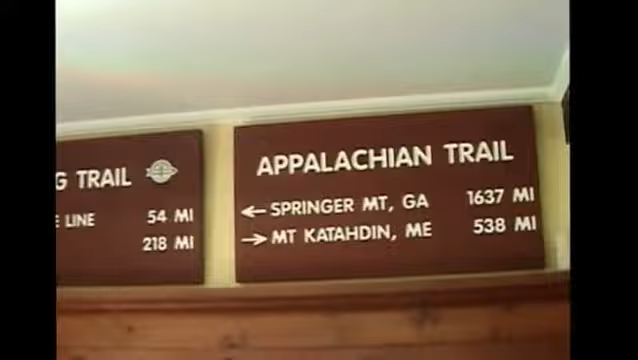 G TRAIL
E LINE 54 MI
218 MI
APPALACHIAN TRAIL
← SPRINGER MT, GA 1637 MI
→ MT KATAHDIN, ME 538 MI